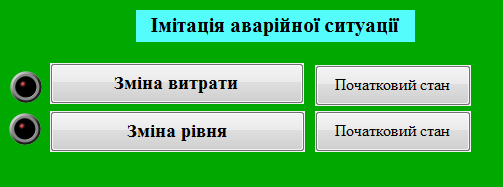 Імітація аварійної ситуації
Зміна витрати
Початковий стан
Зміна рівня
Початковий стан